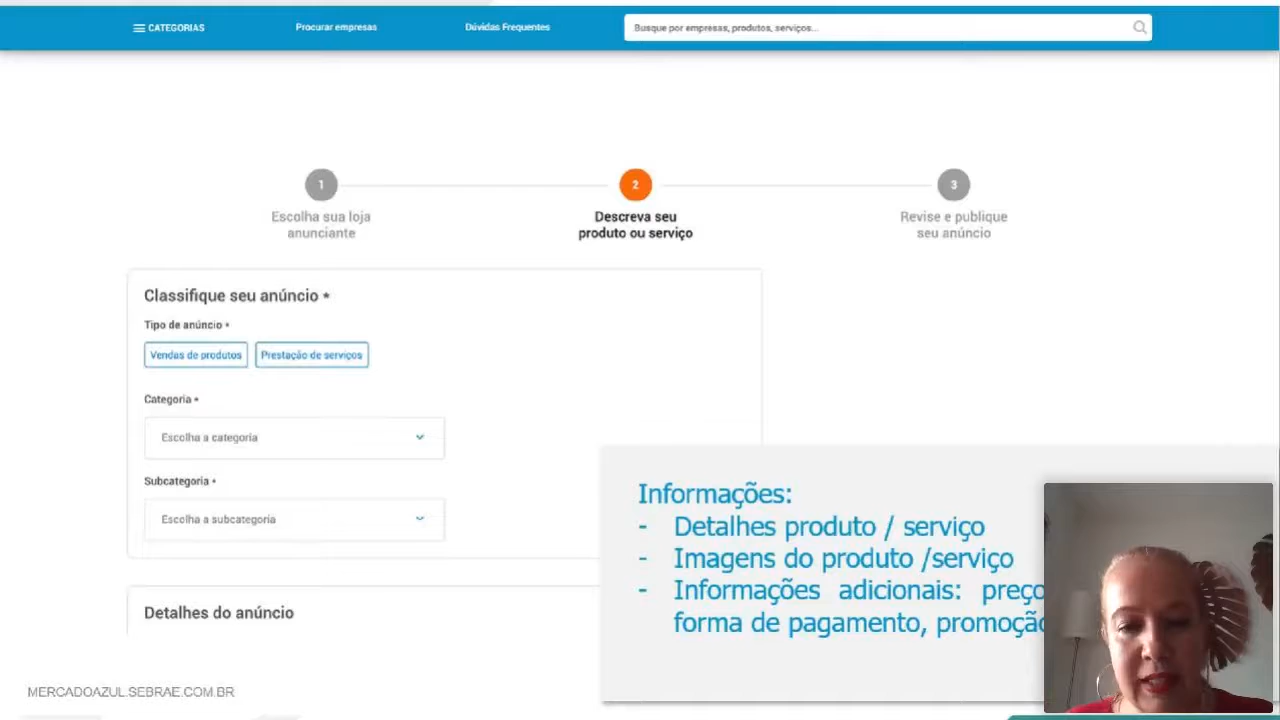 CATEGORIAS
Procurar empresas
Dúvidas Frequentes
Busque por empresas, produtos, serviços...
1
2
3
Escolha sua loja
anunciante
Descreva seu
produto ou serviço
Revise e publique
seu anúncio
Classifique seu anúncio *
Tipo de anúncio *
Vendas de produtos
Prestação de serviços
Categoria *
Escolha a categoria
Subcategoria *
Escolha a subcategoria
Detalhes do anúncio
Informações:
- Detalhes produto / serviço
- Imagens do produto /serviço
- Informações adicionais: preço
forma de pagamento, promoção
MERCADOAZUL.SEBRAE.COM.BR